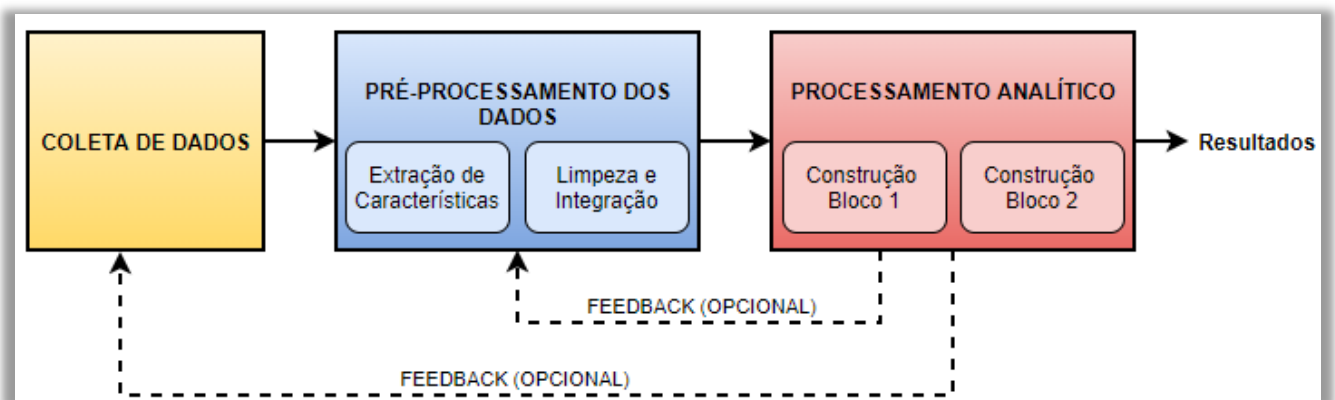 COLETA DE DADOS
PRÉ-PROCESSAMENTO DOS
DADOS
Extração de
Características
Limpeza e
Integração
PROCESSAMENTO ANALÍTICO
Construção
Bloco 1
Construção
Bloco 2
Resultados
FEEDBACK (OPCIONAL)
FEEDBACK (OPCIONAL)